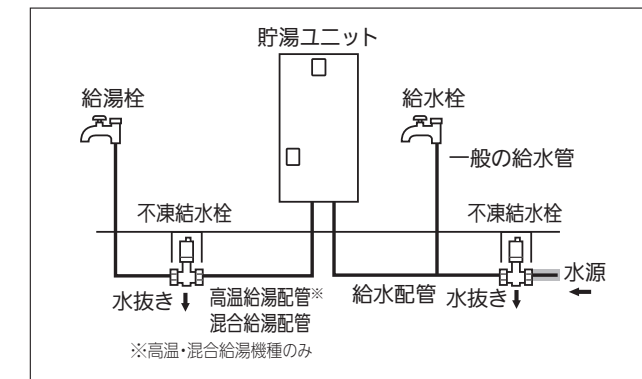 貯湯ユニット
給湯栓
給水栓
一般の給水管
不凍結水栓
不凍結水栓
水源
水抜き
高温給湯配管※
混合給湯配管
給水配管
水抜き
※高温・混合給湯機種のみ